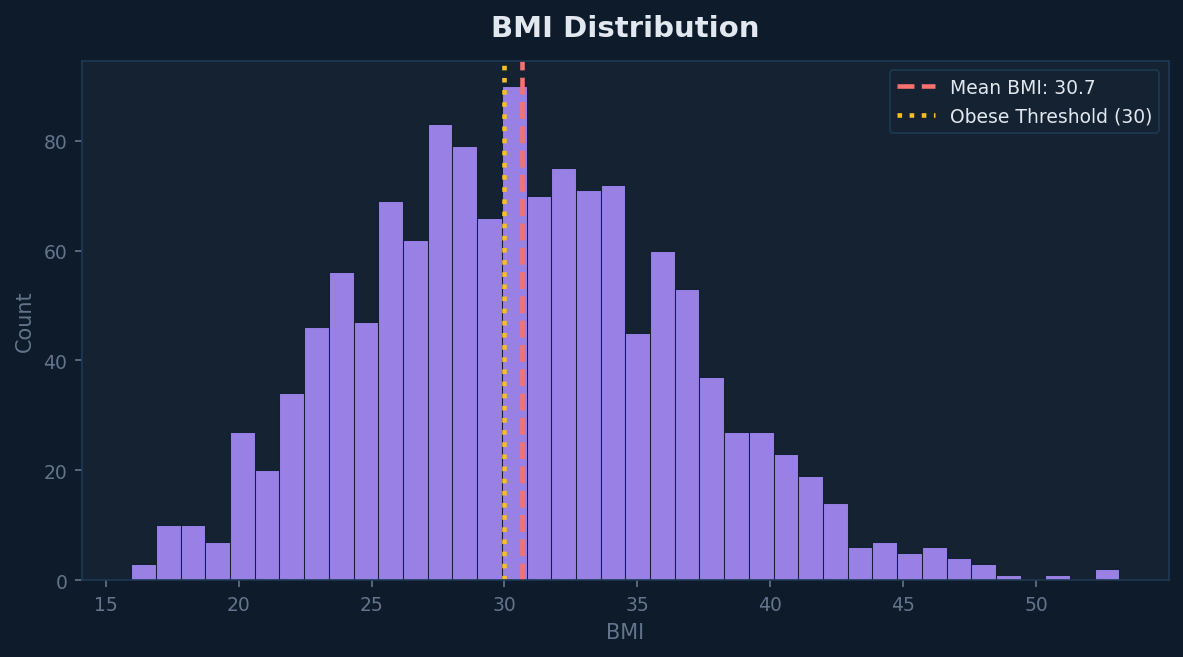 BMI Distribution
Mean BMI: 30.7
Obese Threshold (30)
Count
80
60
40
20
0
15 20 25 30 35 40 45 50
BMI